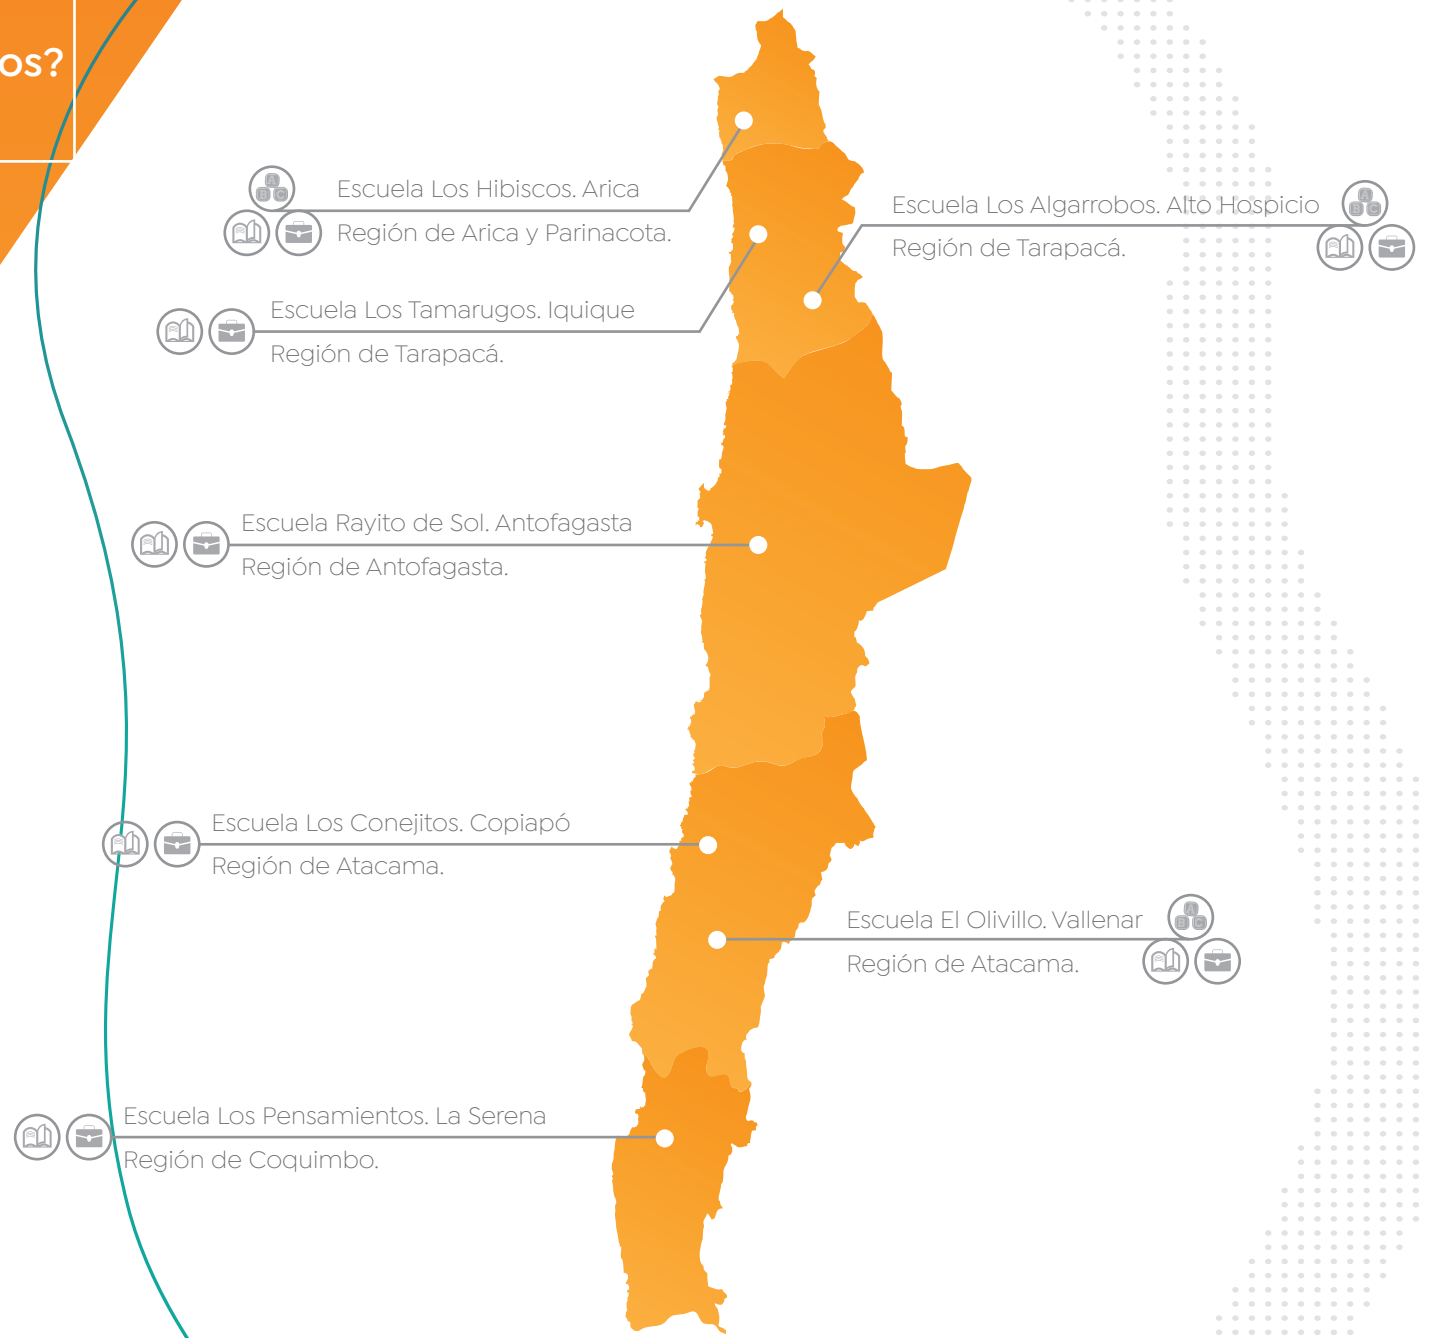 os?
Escuela Los Hibiscos. Arica
Región de Arica y Parinacota.
Escuela Los Algarrobos. Alto Hospicio
Región de Tarapacá.
Escuela Los Tamarugos. Iquique
Región de Tarapacá.
Escuela Rayito de Sol. Antofagasta
Región de Antofagasta.
Escuela Los Conejitos. Copiapó
Región de Atacama.
Escuela El Olivillo. Vallenar
Región de Atacama.
Escuela Los Pensamientos. La Serena
Región de Coquimbo.